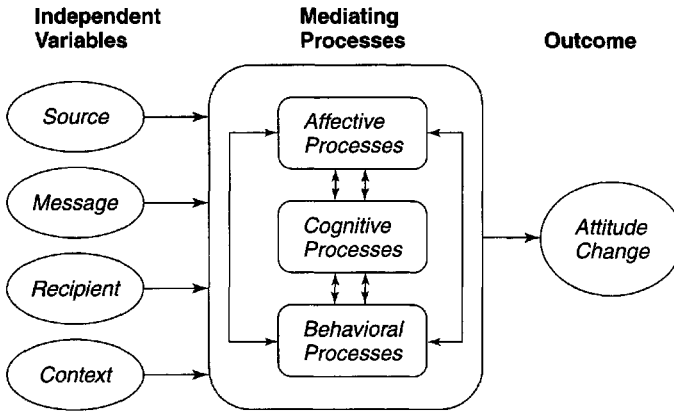 Independent
Variables
Mediating
Processes
Outcome
Source
Message
Recipient
Context
Affective
Processes
Cognitive
Processes
Behavioral
Processes
Attitude
Change